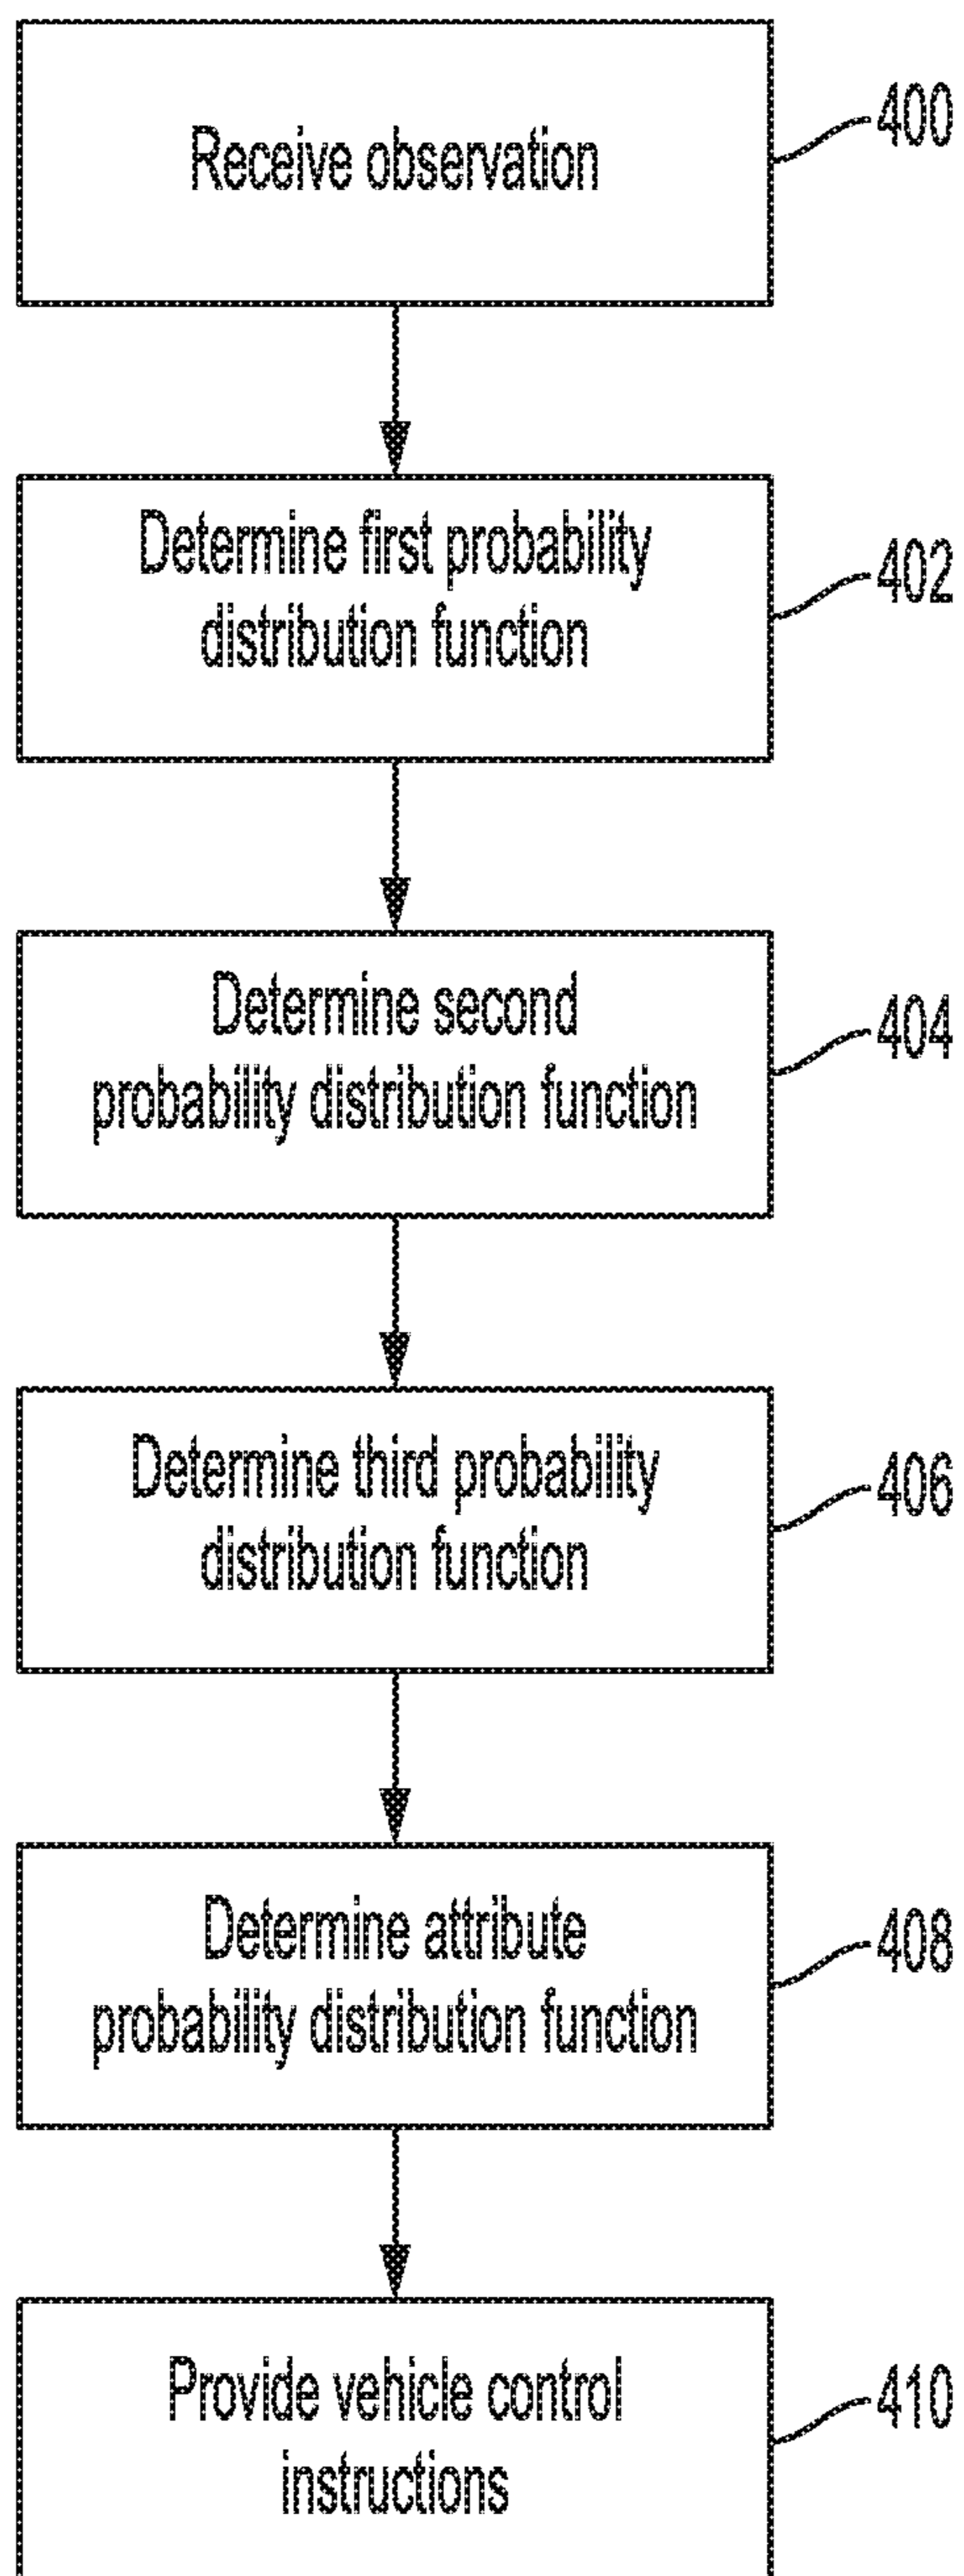 Receive observation
400
Determine first probability
distribution function
402
Determine second
probability distribution function
404
Determine third probability
distribution function
406
Determine attribute
probability distribution function
408
Provide vehicle control
instructions
410